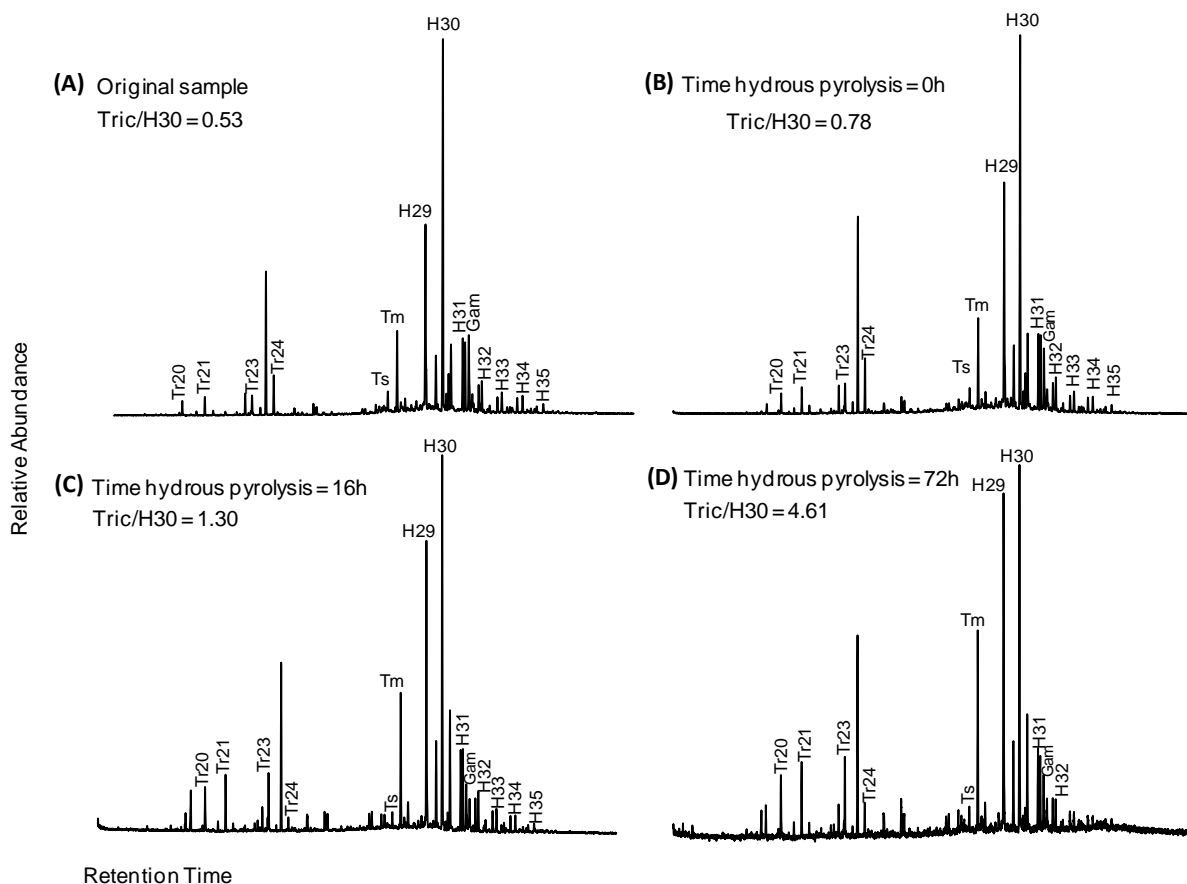 (A) Original sample
Tric/H30 = 0.53
H30
H29
Tm
Ts
H31
Gam
H32
H33
H34
H35
Tr20
Tr21
Tr23
Tr24
(B) Time hydrous pyrolysis = 0h
Tric/H30 = 0.78
H30
H29
Tm
Ts
H31
Gam
H32
H33
H34
H35
Tr20
Tr21
Tr23
Tr24
Relative Abundance
(C) Time hydrous pyrolysis = 16h
Tric/H30 = 1.30
H30
H29
Tm
Ts
H31
Gam
H32
H33
H34
H35
Tr20
Tr21
Tr23
Tr24
(D) Time hydrous pyrolysis = 72h
Tric/H30 = 4.61
H30
H29
Tm
Ts
H31
Gam
H32
Tr20
Tr21
Tr23
Tr24
Retention Time